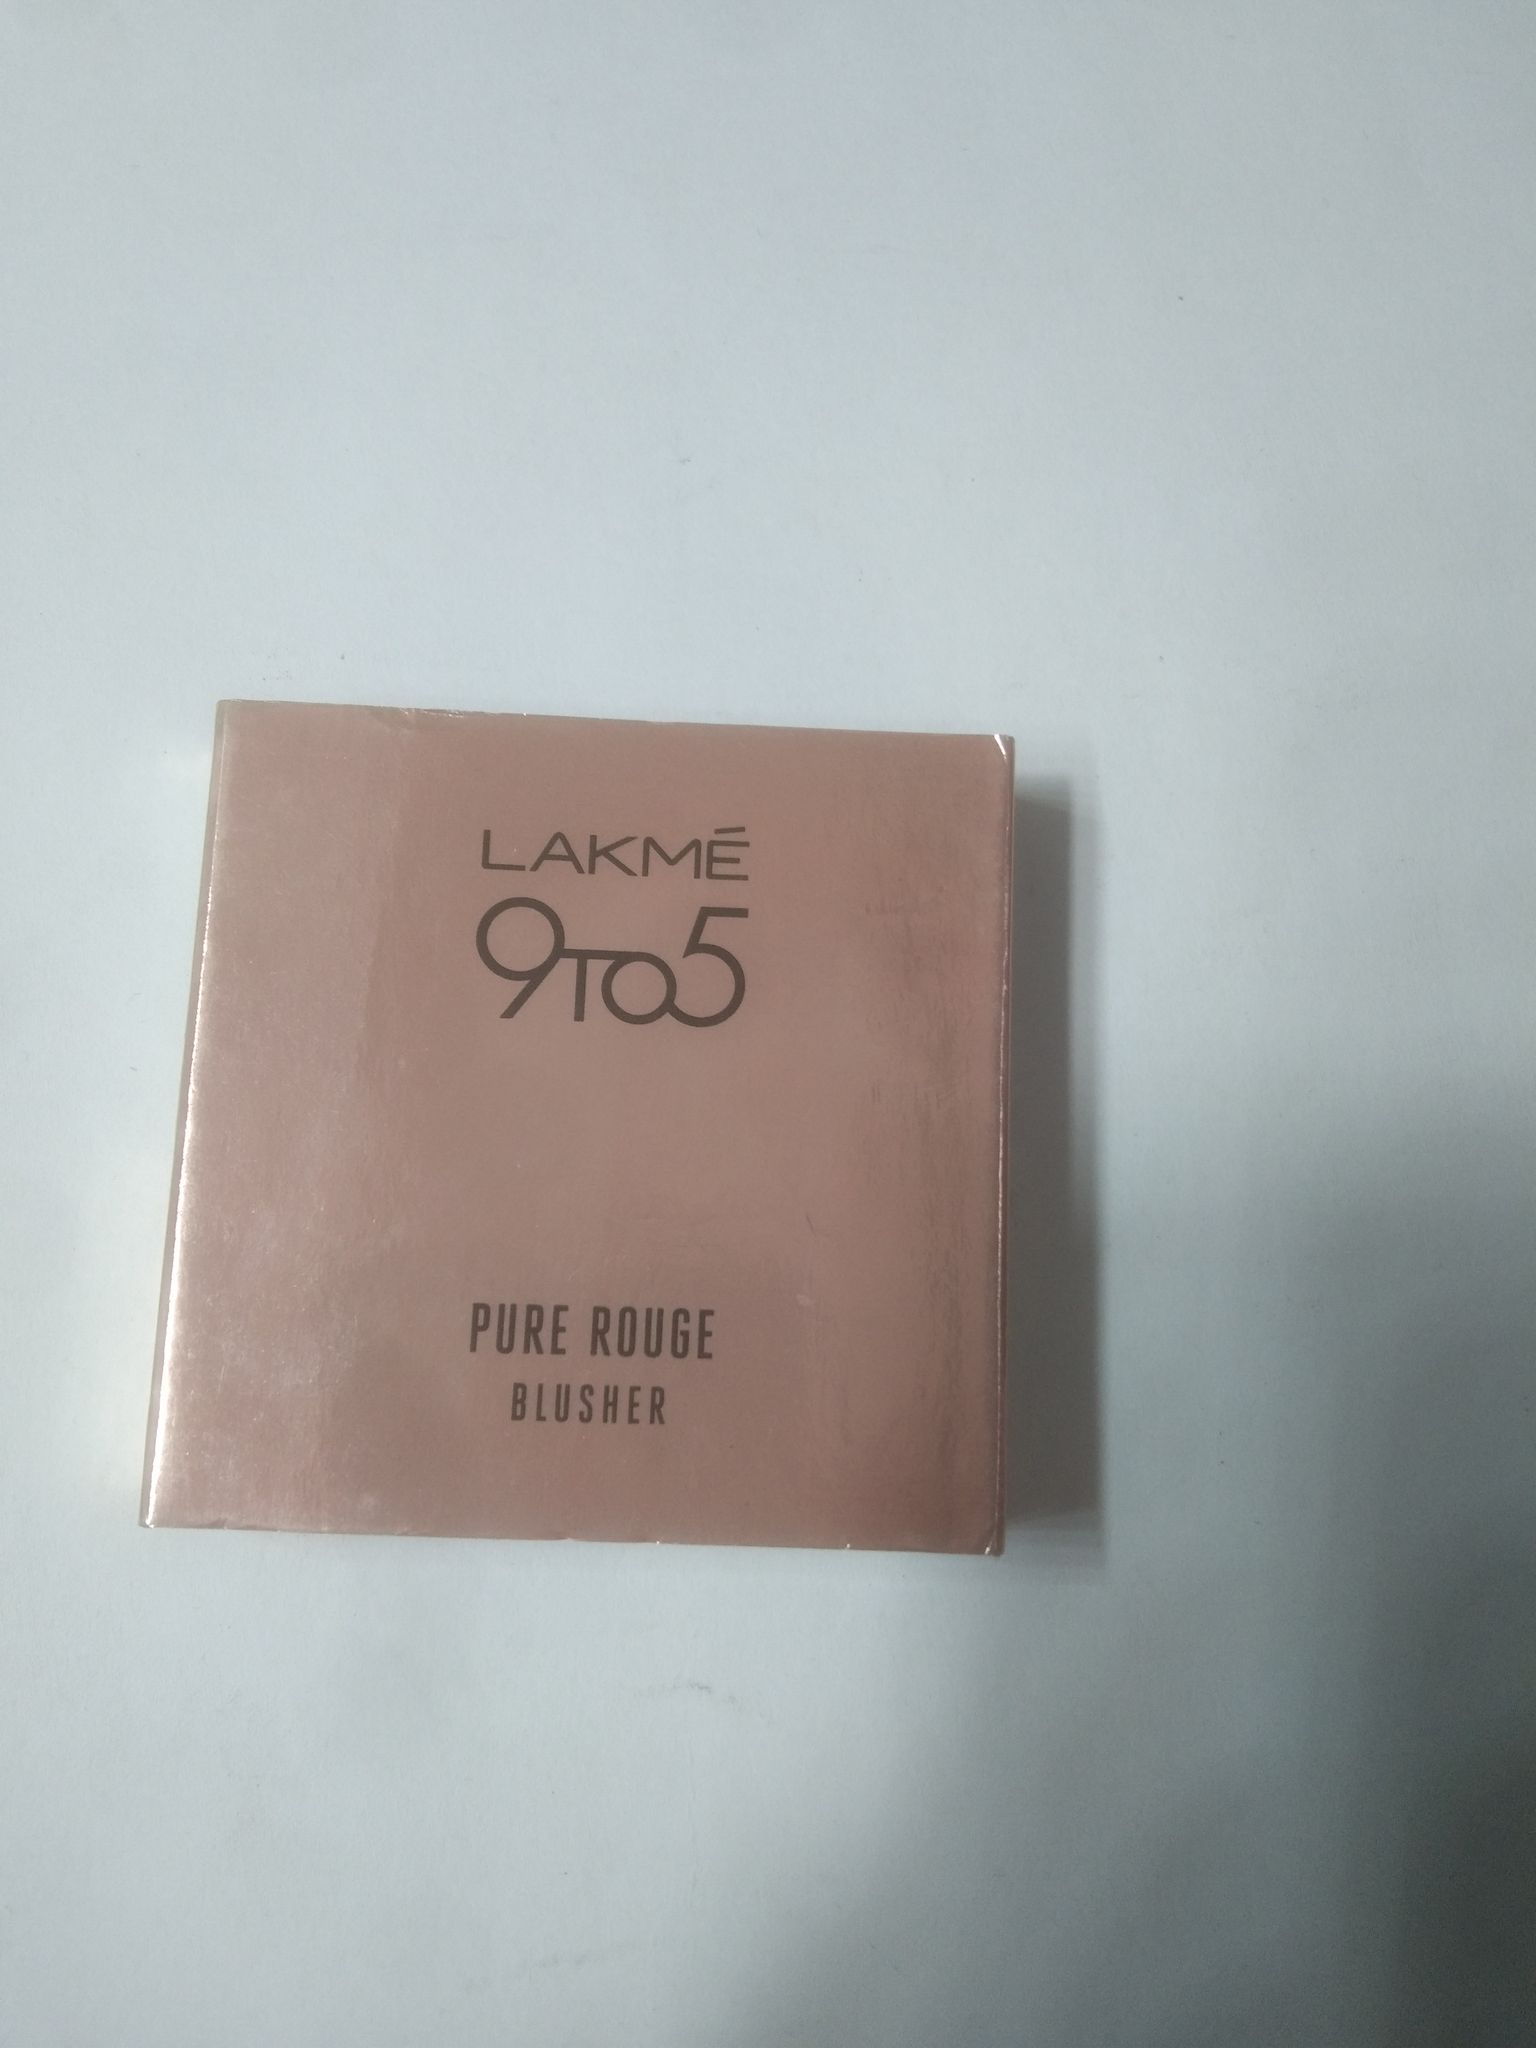 LAKMÉ
9TO5
PURE ROUGE
BLUSHER